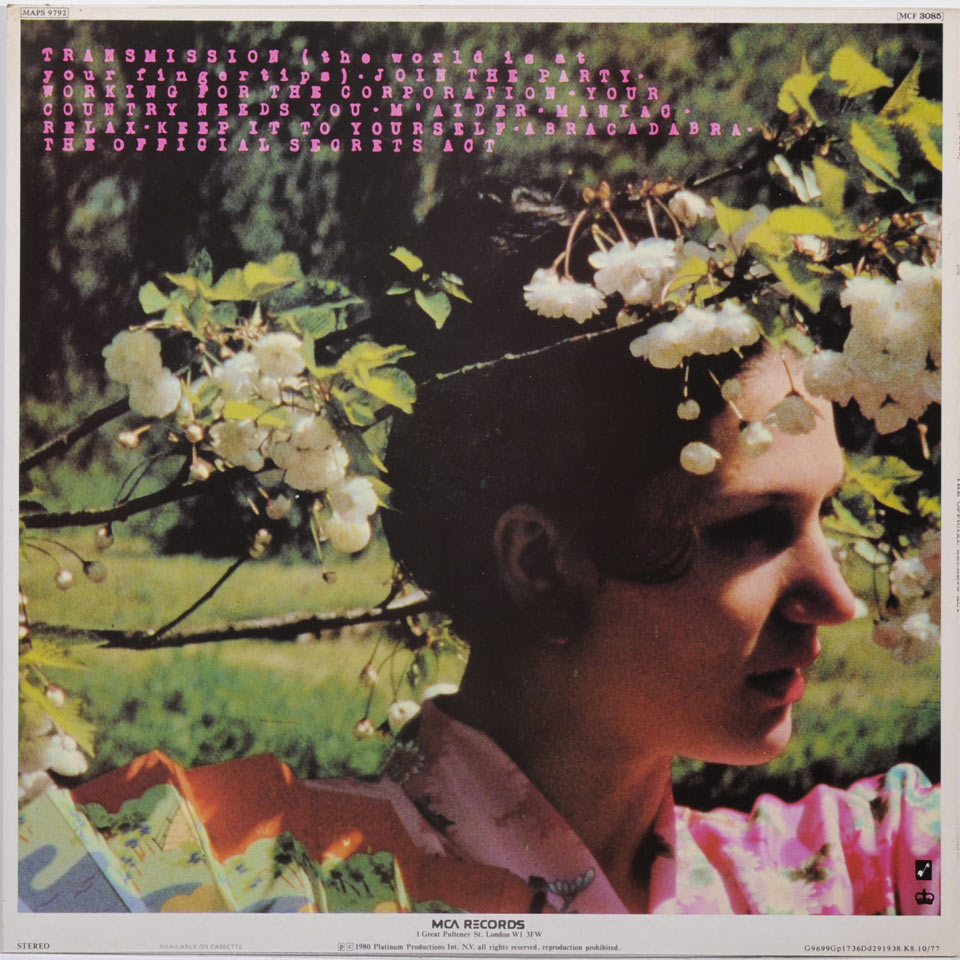 MAPS 9792
MCF 3085
TRANSMISSION (the world is at
your fingertips)·JOIN THE PARTY·
WORKING FOR THE CORPORATION·YOUR
COUNTRY NEEDS YOU·M'AIDER·MANIAC·
RELAX·KEEP IT TO YOURSELF·ABRACADABRA·
THE OFFICIAL SECRETS ACT
MCA RECORDS
1 Great Pulteney St. London W1 3FW
STEREO
AVAILABLE ON CASSETTE
Ⓟ Ⓒ 1980 Platinum Productions Int. N.V. all rights reserved. reproduction prohibited.
G9699Gp1736Dd291938.K8.10/77